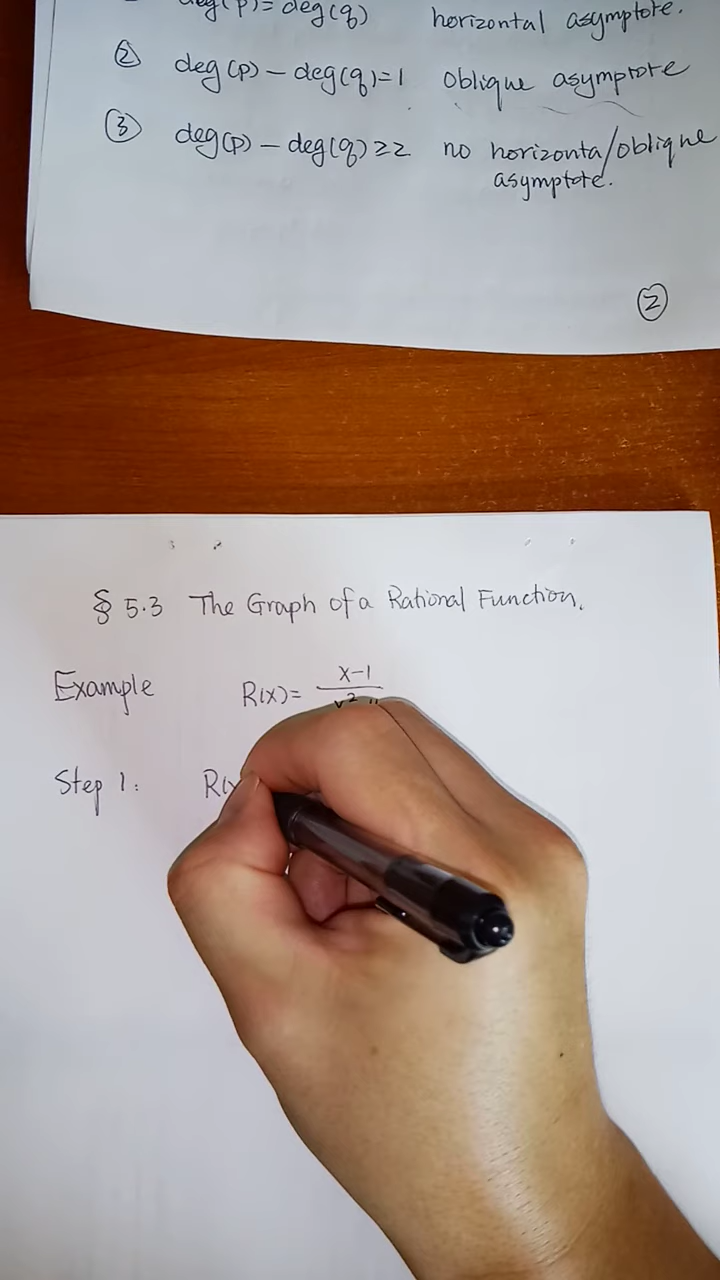 deg(p) = deg(q) horizontal asymptote.
② deg(p) - deg(q)=1 oblique asymptote
③ deg(p) - deg(q) ≥2 no horizonta/oblique
asymptote.
②
§ 5.3 The Graph of a Rational Function.
Example R(x)= x-1
Step 1: R(x